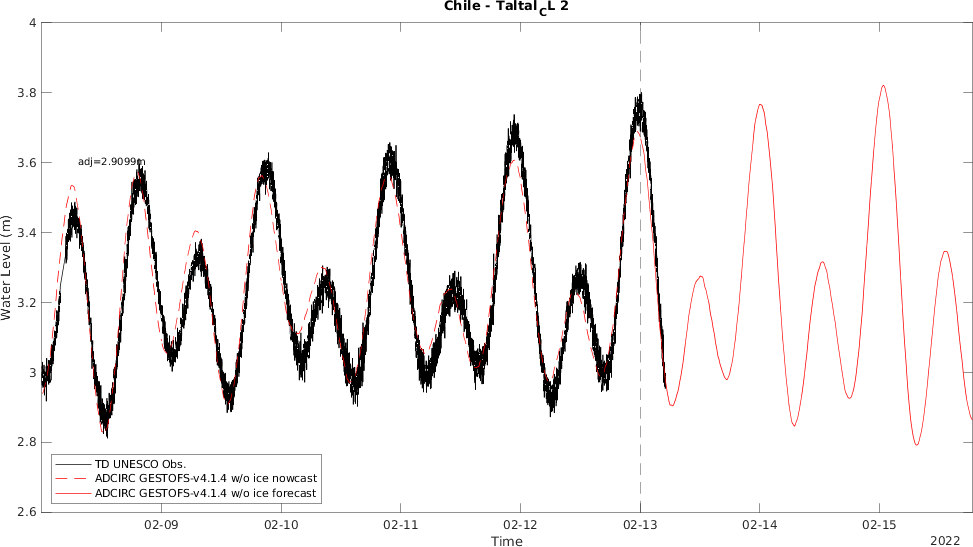 Chile - Taltal_CL 2
4
3.8
3.6
3.4
3.2
3
2.8
2.6
Water Level (m)
adj=2.9099m
TD UNESCO Obs.
ADCIRC GESTOFS-v4.1.4 w/o ice nowcast
ADCIRC GESTOFS-v4.1.4 w/o ice forecast
02-09
02-10
02-11
02-12
02-13
02-14
02-15
Time
2022